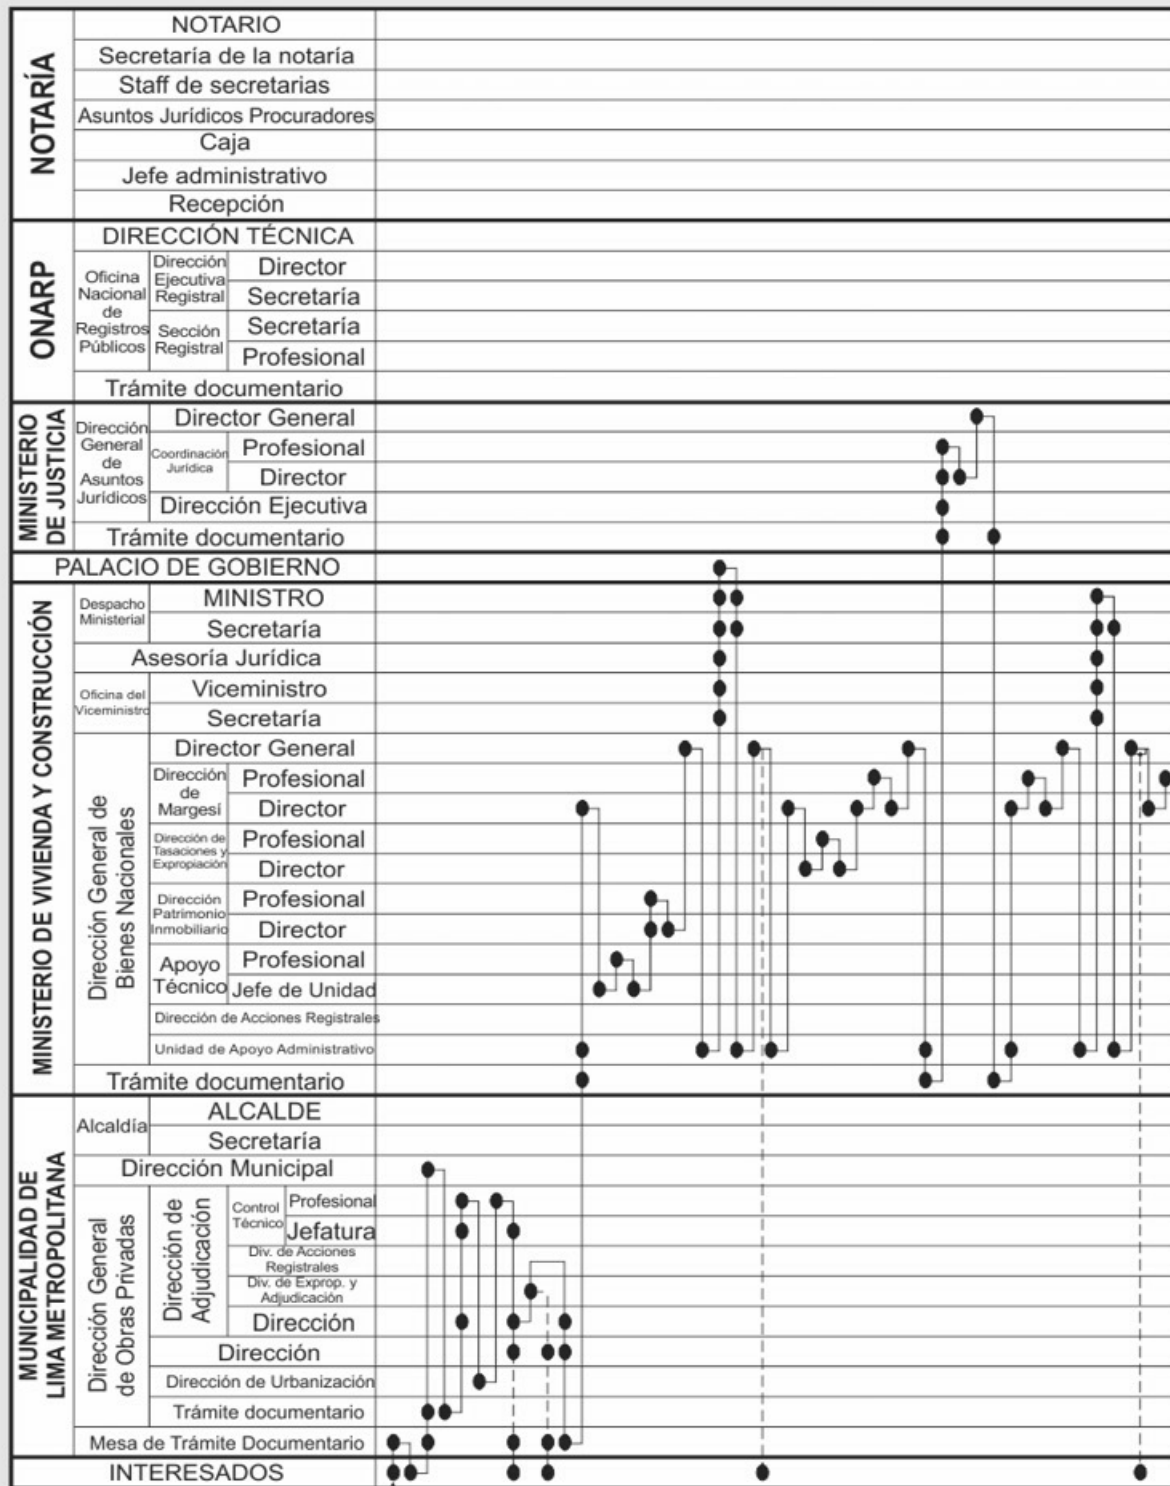 NOTARÍA
NOTARIO
Secretaría de la notaría
Staff de secretarias
Asuntos Jurídicos Procuradores
Caja
Jefe administrativo
Recepción
ONARP
DIRECCIÓN TÉCNICA
Oficina
Nacional
de
Registros
Públicos
Dirección
Ejecutiva
Registral
Director
Secretaría
Sección
Registral
Secretaría
Profesional
Trámite documentario
MINISTERIO
DE JUSTICIA
Dirección
General
de
Asuntos
Jurídicos
Director General
Coordinación
Jurídica
Profesional
Director
Dirección Ejecutiva
Trámite documentario
PALACIO DE GOBIERNO
MINISTERIO DE VIVIENDA Y CONSTRUCCIÓN
Despacho
Ministerial
MINISTRO
Secretaría
Asesoría Jurídica
Oficina del
Viceministro
Viceministro
Secretaría
Dirección General de
Bienes Nacionales
Director General
Dirección
de
Margesí
Profesional
Director
Dirección de
Tasaciones y
Expropiación
Profesional
Director
Dirección
Patrimonio
Inmobiliario
Profesional
Director
Apoyo
Técnico
Profesional
Jefe de Unidad
Dirección de Acciones Registrales
Unidad de Apoyo Administrativo
Trámite documentario
MUNICIPALIDAD DE
LIMA METROPOLITANA
Alcaldía
ALCALDE
Secretaría
Dirección Municipal
Dirección General
de Obras Privadas
Dirección de
Adjudicación
Control
Técnico
Profesional
Jefatura
Div. de Acciones
Registrales
Div. de Exprop. y
Adjudicación
Dirección
Dirección
Dirección de Urbanización
Trámite documentario
Mesa de Trámite Documentario
INTERESADOS